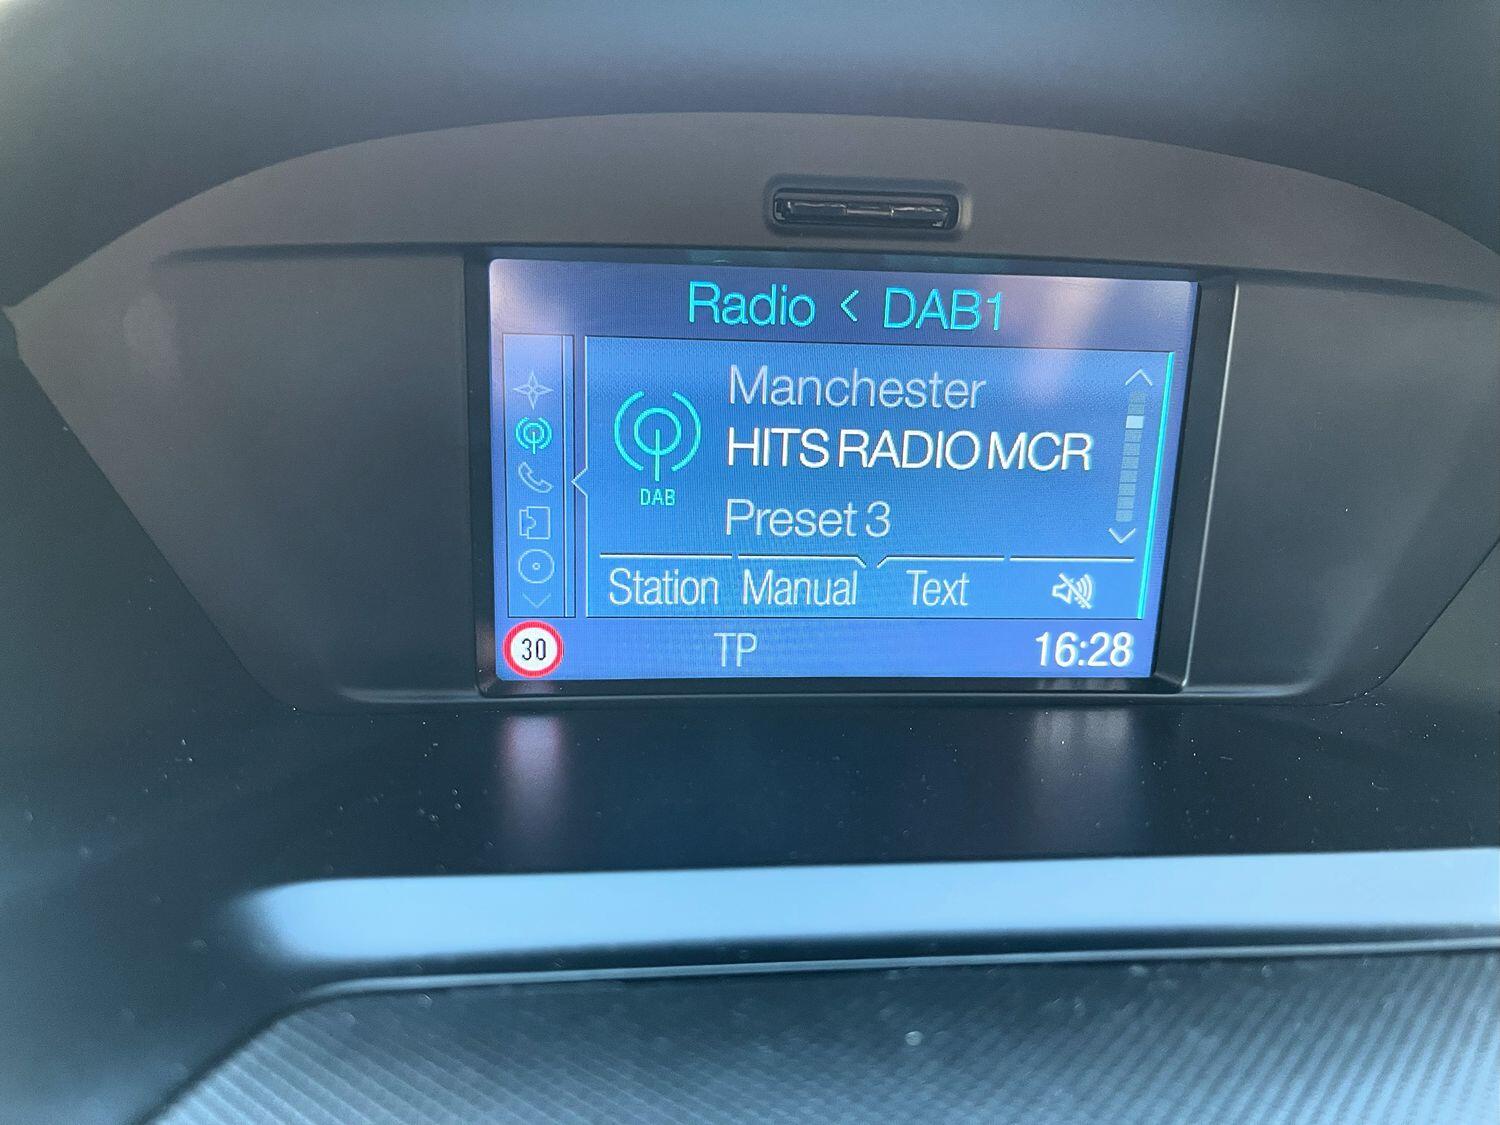 Radio < DAB1
Manchester
HITS RADIO MCR
DAB
Preset 3
Station Manual Text
30 TP 16:28